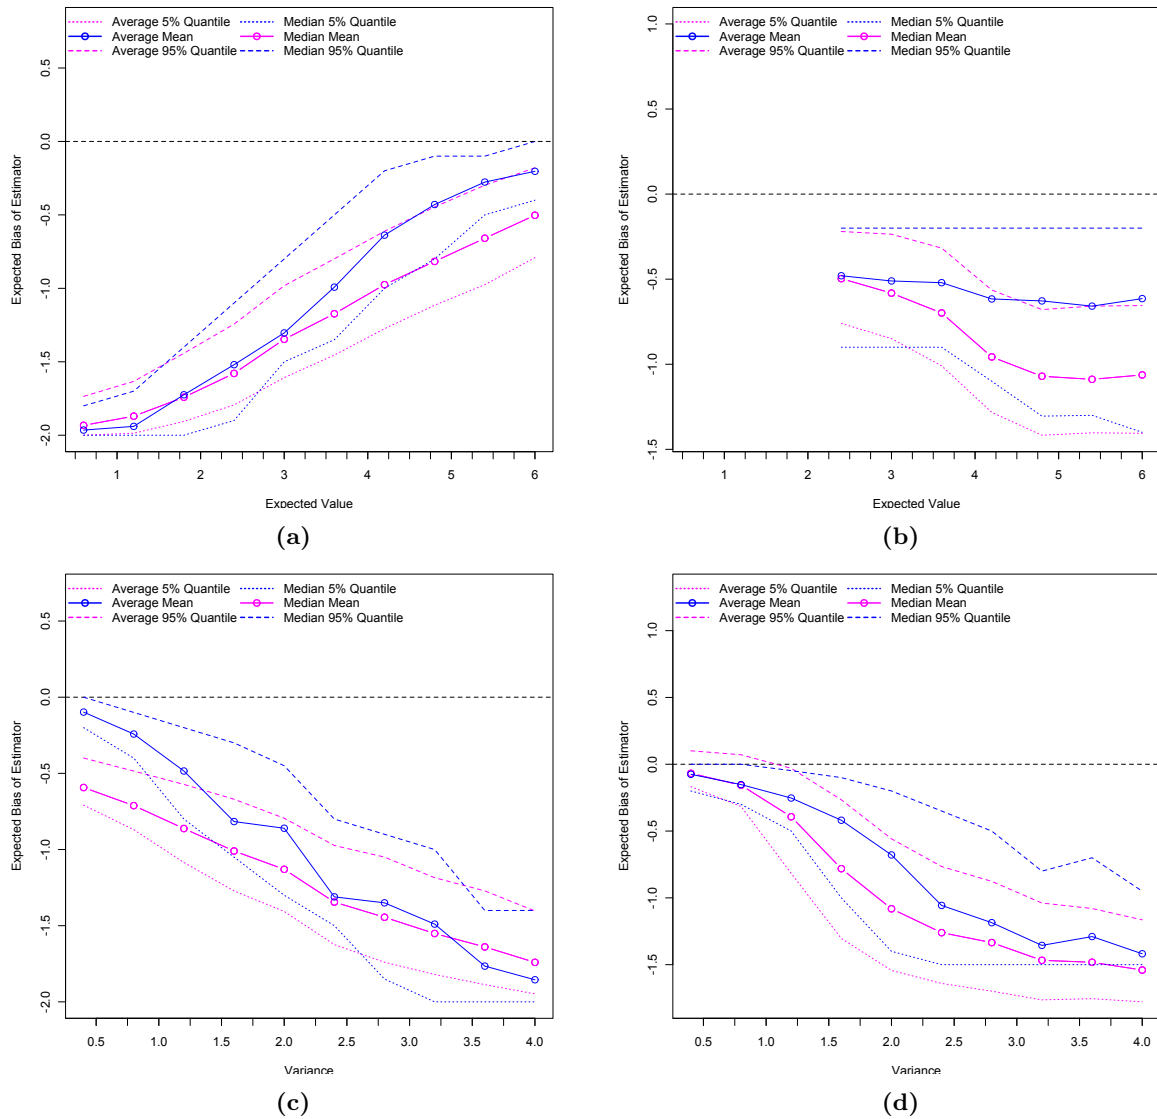 Average 5% Quantile Median 5% Quantile
Average Mean Median Mean
Average 95% Quantile Median 95% Quantile
Expected Bias of Estimator
0.5
0.0
-0.5
-1.0
-1.5
-2.0
1 2 3 4 5 6
Expected Value
(a)
Average 5% Quantile Median 5% Quantile
Average Mean Median Mean
Average 95% Quantile Median 95% Quantile
Expected Bias of Estimator
1.0
0.5
0.0
-0.5
-1.0
-1.5
1 2 3 4 5 6
Expected Value
(b)
Average 5% Quantile Median 5% Quantile
Average Mean Median Mean
Average 95% Quantile Median 95% Quantile
Expected Bias of Estimator
0.5
0.0
-0.5
-1.0
-1.5
-2.0
0.5 1.0 1.5 2.0 2.5 3.0 3.5 4.0
Variance
(c)
Average 5% Quantile Median 5% Quantile
Average Mean Median Mean
Average 95% Quantile Median 95% Quantile
Expected Bias of Estimator
1.0
0.5
0.0
-0.5
-1.0
-1.5
0.5 1.0 1.5 2.0 2.5 3.0 3.5 4.0
Variance
(d)